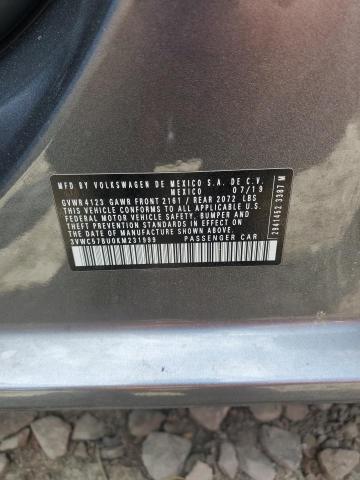 MFD BY VOLKSWAGEN DE MEXICO S.A. DE C.V.
MEXICO 07/19
GVWR 4123 GAWR FRONT 2161 / REAR 2072 LBS
THIS VEHICLE CONFORMS TO ALL APPLICABLE
FEDERAL MOTOR VEHICLE SAFETY, BUMPER AND
THEFT PREVENTION STANDARDS IN EFFECT ON THE
DATE OF MANUFACTURE SHOWN ABOVE
3VWC57BU0KM231999 PASSENGER CAR
2941452 3387 M